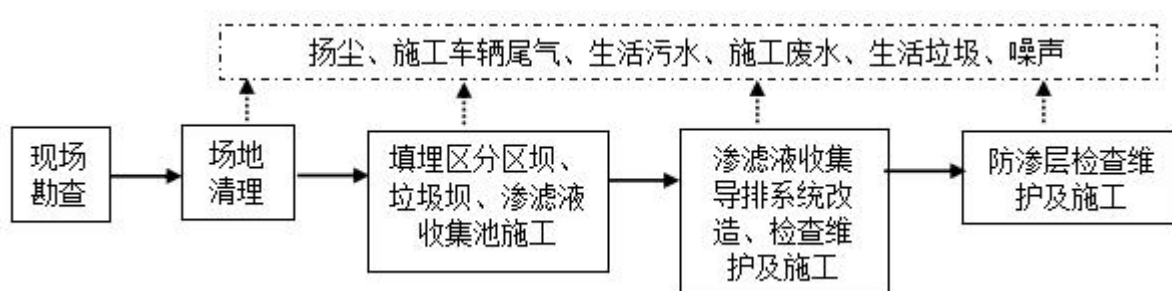 扬尘、施工车辆尾气、生活污水、施工废水、生活垃圾、噪声
现场
勘查
场地
清理
填埋区分区坝、
垃圾坝、渗滤液
收集池施工
渗滤液收集
导排系统改
造、检查维
护及施工
防渗层检查维
护及施工